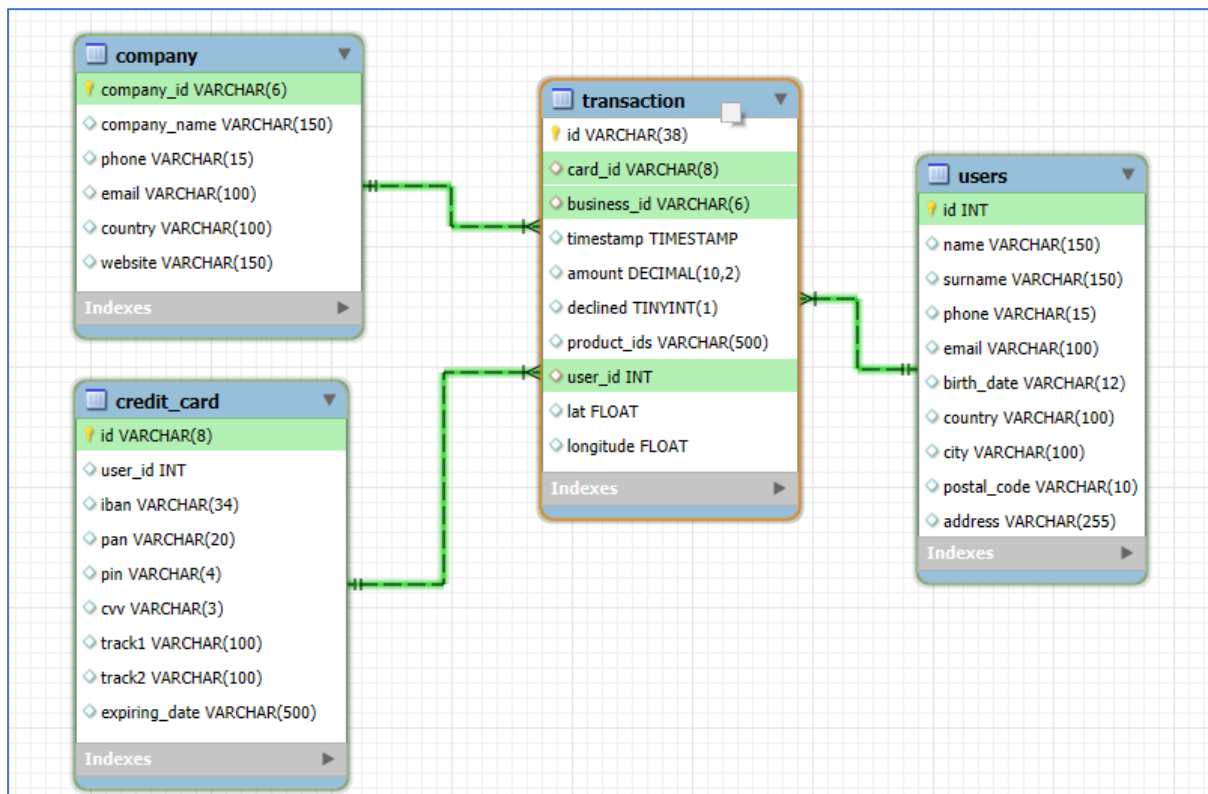 company
company_id VARCHAR(6)
company_name VARCHAR(150)
phone VARCHAR(15)
email VARCHAR(100)
country VARCHAR(100)
website VARCHAR(150)
Indexes
credit_card
id VARCHAR(8)
user_id INT
iban VARCHAR(34)
pan VARCHAR(20)
pin VARCHAR(4)
cvv VARCHAR(3)
track1 VARCHAR(100)
track2 VARCHAR(100)
expiring_date VARCHAR(500)
Indexes
transaction
id VARCHAR(38)
card_id VARCHAR(8)
business_id VARCHAR(6)
timestamp TIMESTAMP
amount DECIMAL(10,2)
declined TINYINT(1)
product_ids VARCHAR(500)
user_id INT
lat FLOAT
longitude FLOAT
Indexes
users
id INT
name VARCHAR(150)
surname VARCHAR(150)
phone VARCHAR(15)
email VARCHAR(100)
birth_date VARCHAR(12)
country VARCHAR(100)
city VARCHAR(100)
postal_code VARCHAR(10)
address VARCHAR(255)
Indexes